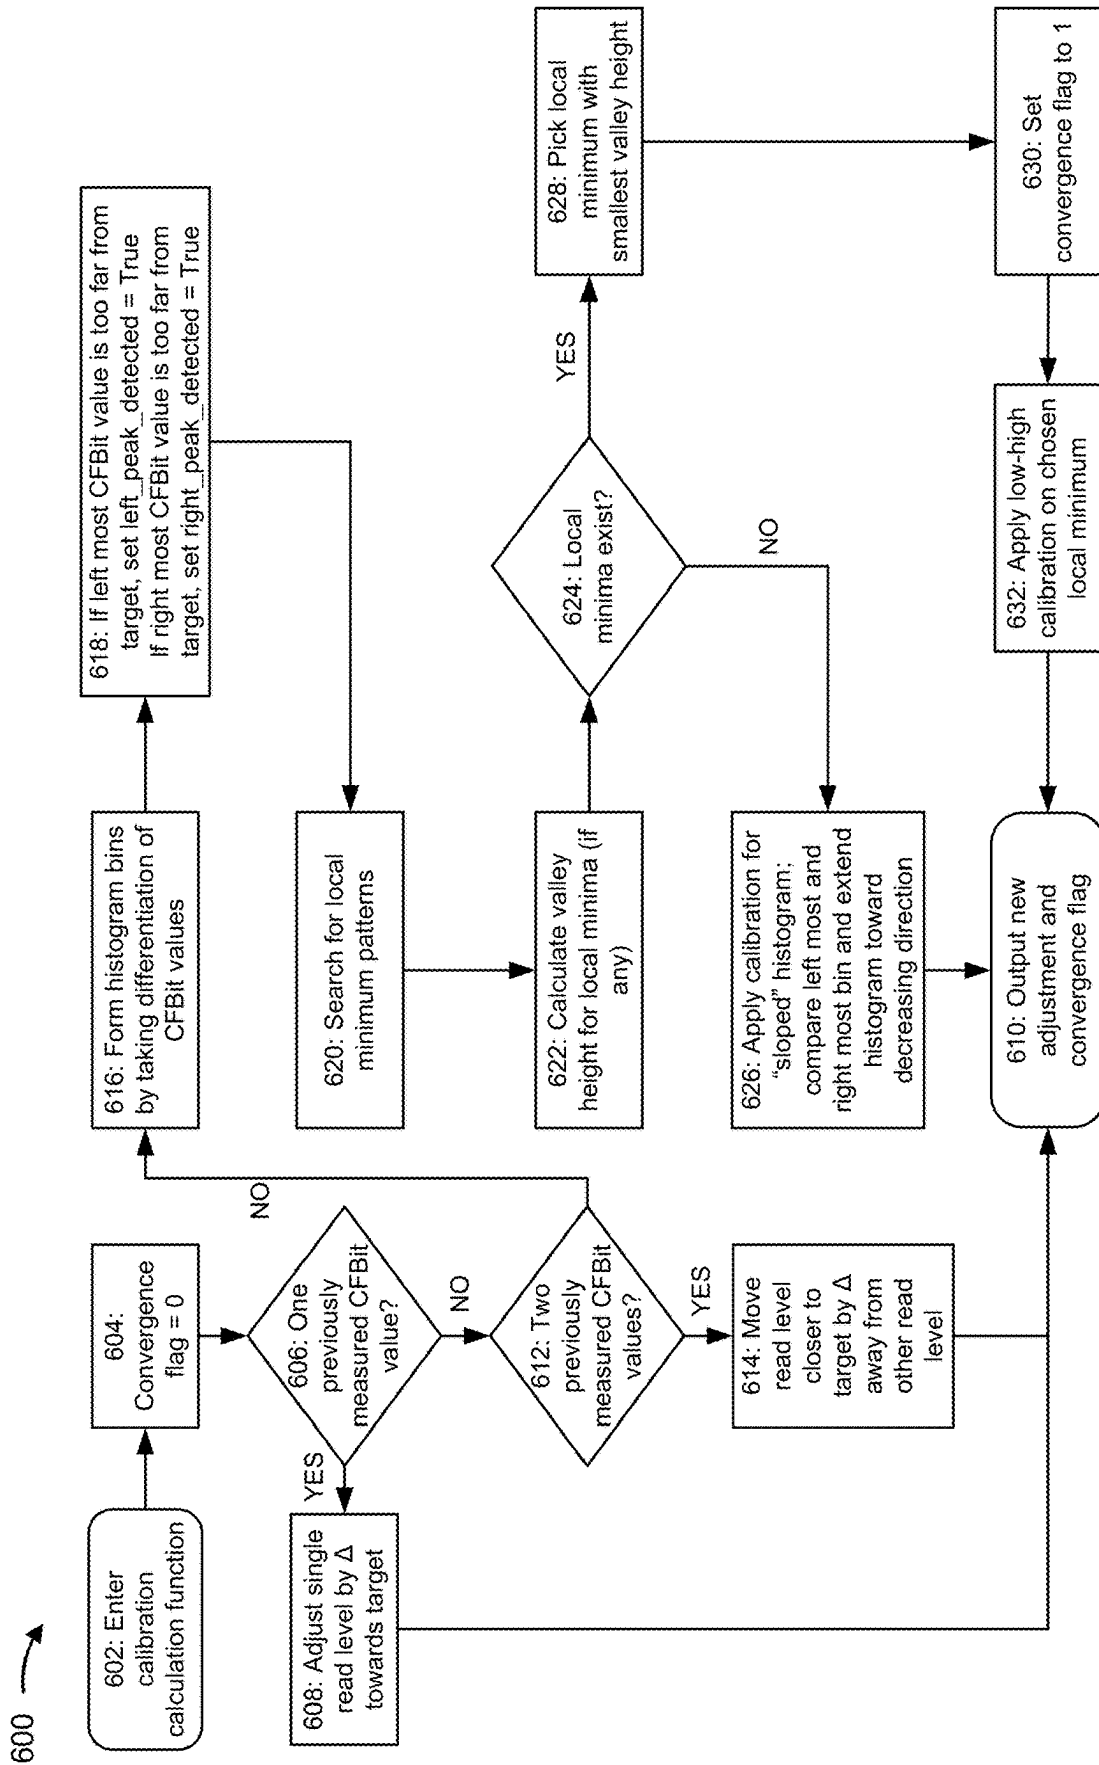 600
602: Enter
calibration
calculation function
604:
Convergence
flag = 0
606: One
previously
measured CFBit
value?
YES
NO
608: Adjust single
read level by Δ
towards target
612: Two
previously
measured CFBit
values?
NO
YES
614: Move
read level
closer to
target by Δ
away from
other read
level
616: Form histogram bins
by taking differentiation of
CFBit values
618: If left most CFBit value is too far from
target, set left_peak_detected = True
If right most CFBit value is too far from
target, set right_peak_detected = True
620: Search for local
minimum patterns
622: Calculate valley
height for local minima (if
any)
624: Local
minima exist?
YES
NO
626: Apply calibration for
“sloped” histogram;
compare left most and
right most bin and extend
histogram toward
decreasing direction
628: Pick local
minimum with
smallest valley height
630: Set
convergence flag to 1
632: Apply low-high
calibration on chosen
local minimum
610: Output new
adjustment and
convergence flag